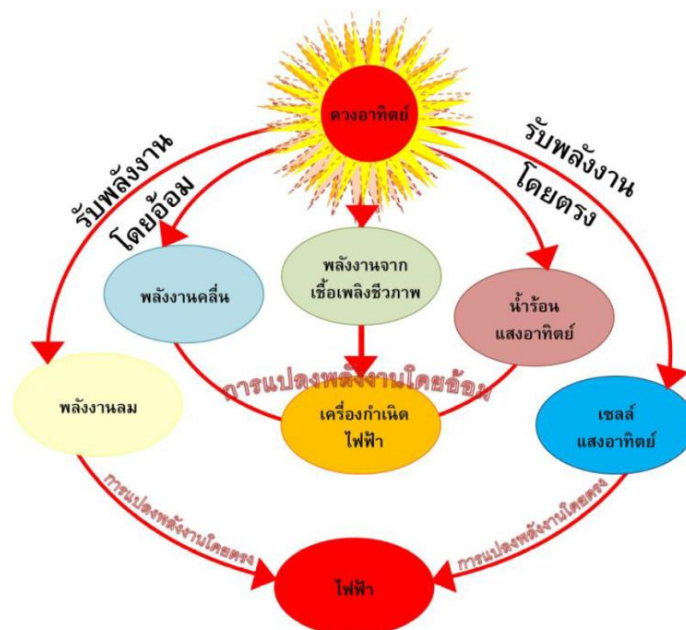 ดวงอาทิตย์
รับพลังงาน
โดยอ้อม
รับพลังงาน
โดยตรง
พลังงานคลื่น
พลังงานจาก
เชื้อเพลิงชีวภาพ
น้ำร้อน
แสงอาทิตย์
การแปลงพลังงานโดยอ้อม
พลังงานลม
เครื่องกำเนิด
ไฟฟ้า
เซลล์
แสงอาทิตย์
การแปลงพลังงานโดยตรง
การแปลงพลังงานโดยตรง
ไฟฟ้า